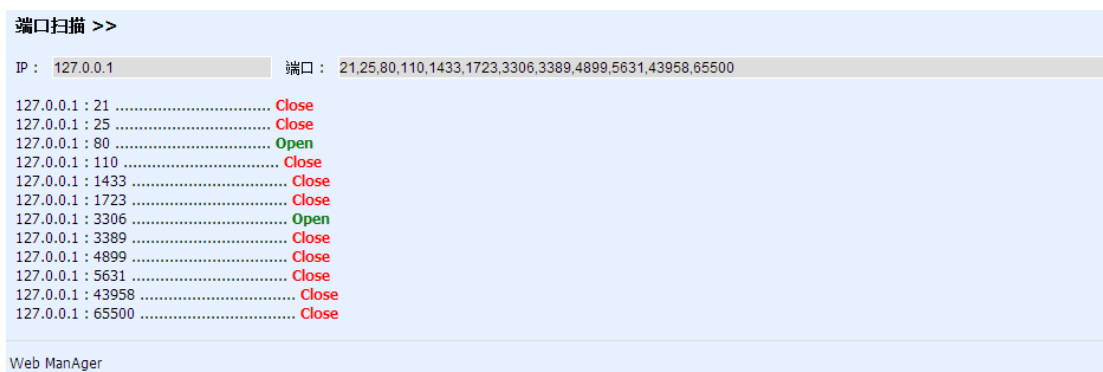 端口扫描 >>
IP： 127.0.0.1 端口： 21,25,80,110,1433,1723,3306,3389,4899,5631,43958,65500
127.0.0.1 : 21 ................................. Close
127.0.0.1 : 25 ................................. Close
127.0.0.1 : 80 ................................. Open
127.0.0.1 : 110 ................................. Close
127.0.0.1 : 1433 ................................. Close
127.0.0.1 : 1723 ................................. Close
127.0.0.1 : 3306 ................................. Open
127.0.0.1 : 3389 ................................. Close
127.0.0.1 : 4899 ................................. Close
127.0.0.1 : 5631 ................................. Close
127.0.0.1 : 43958 ................................. Close
127.0.0.1 : 65500 ................................. Close
Web ManAger